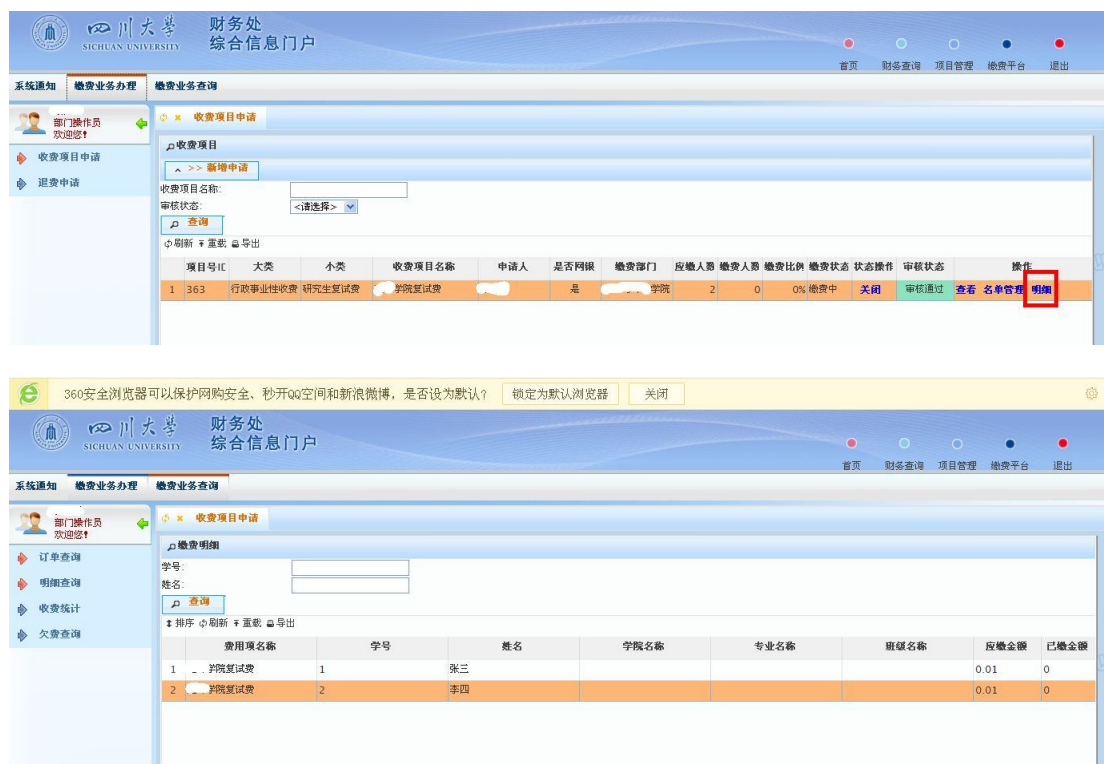 四川大学 财务处
SICHUAN UNIVERSITY 综合信息门户
首页 财务查询 项目管理 缴费平台 退出
系统通知 缴费业务办理 缴费业务查询
部门操作员
欢迎您!
收费项目申请
退费申请
收费项目申请
收费项目
>> 新增申请
收费项目名称:
审核状态: <请选择>
查询
刷新 重载 导出
项目号ID 大类 小类 收费项目名称 申请人 是否网银 缴费部门 应缴人数 缴费人数 缴费比例 缴费状态 状态操作 审核状态 操作
1 363 行政事业性收费 研究生复试费 学院复试费 是 学院 2 0 0% 缴费中 关闭 审核通过 查看 名单管理 明细
360安全浏览器可以保护网购安全、秒开QQ空间和新浪微博，是否设为默认? 锁定为默认浏览器 关闭
四川大学 财务处
SICHUAN UNIVERSITY 综合信息门户
首页 财务查询 项目管理 缴费平台 退出
系统通知 缴费业务办理 缴费业务查询
部门操作员
欢迎您!
订单查询
明细查询
收费统计
欠费查询
收费项目申请
缴费明细
学号:
姓名:
查询
排序 刷新 重载 导出
费用项名称 学号 姓名 学院名称 专业名称 班级名称 应缴金额 已缴金额
1 学院复试费 1 张三 0.01 0
2 学院复试费 2 李四 0.01 0